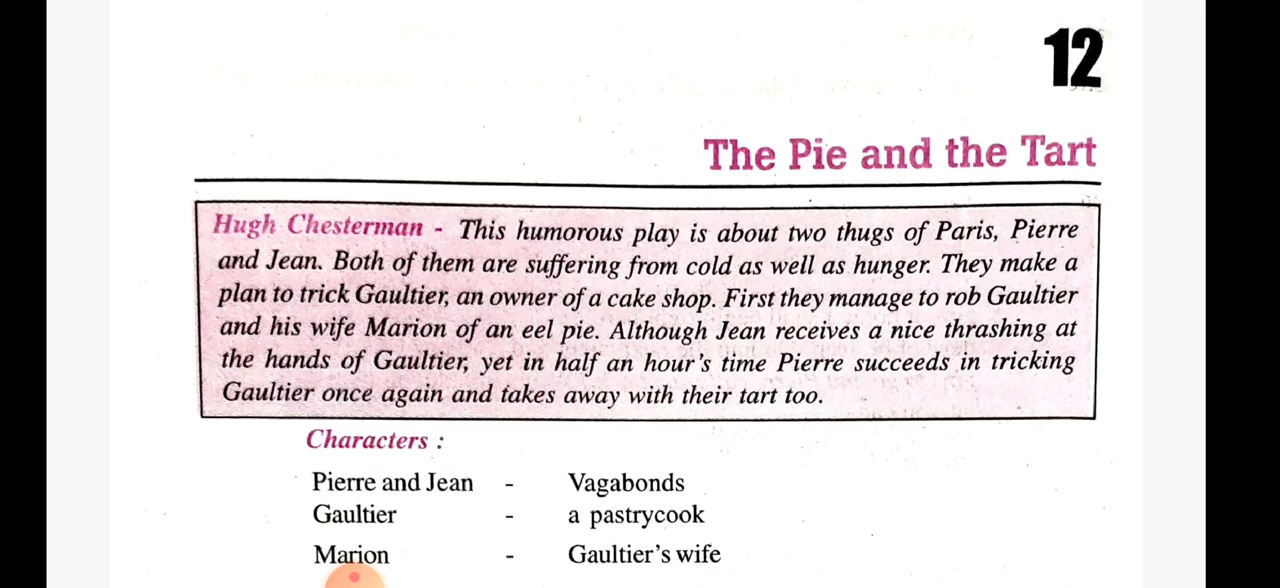 12
The Pie and the Tart
Hugh Chesterman - This humorous play is about two thugs of Paris, Pierre
and Jean. Both of them are suffering from cold as well as hunger. They make a
plan to trick Gaultier, an owner of a cake shop. First they manage to rob Gaultier
and his wife Marion of an eel pie. Although Jean receives a nice thrashing at
the hands of Gaultier, yet in half an hour's time Pierre succeeds in tricking
Gaultier once again and takes away with their tart too.
Characters :
Pierre and Jean - Vagabonds
Gaultier - a pastrycook
Marion - Gaultier's wife